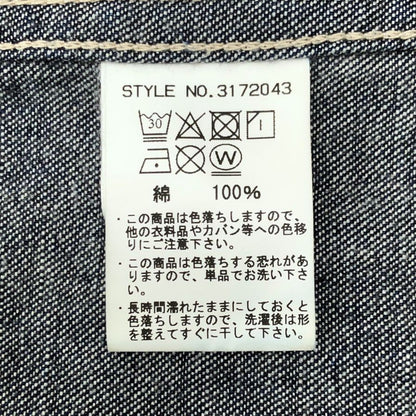 STYLE NO.3172043
30
W
綿 100%
・この商品は色落ちしますので、
他の衣料品やカバン等への色移
りにご注意下さい。
・この商品は色落ちする恐れがあ
りますので、単品でお洗い下さ
い。
・長時間濡れたままにしておくと
色落ちしますので、洗濯後は形
を整えてすぐに干して下さい。